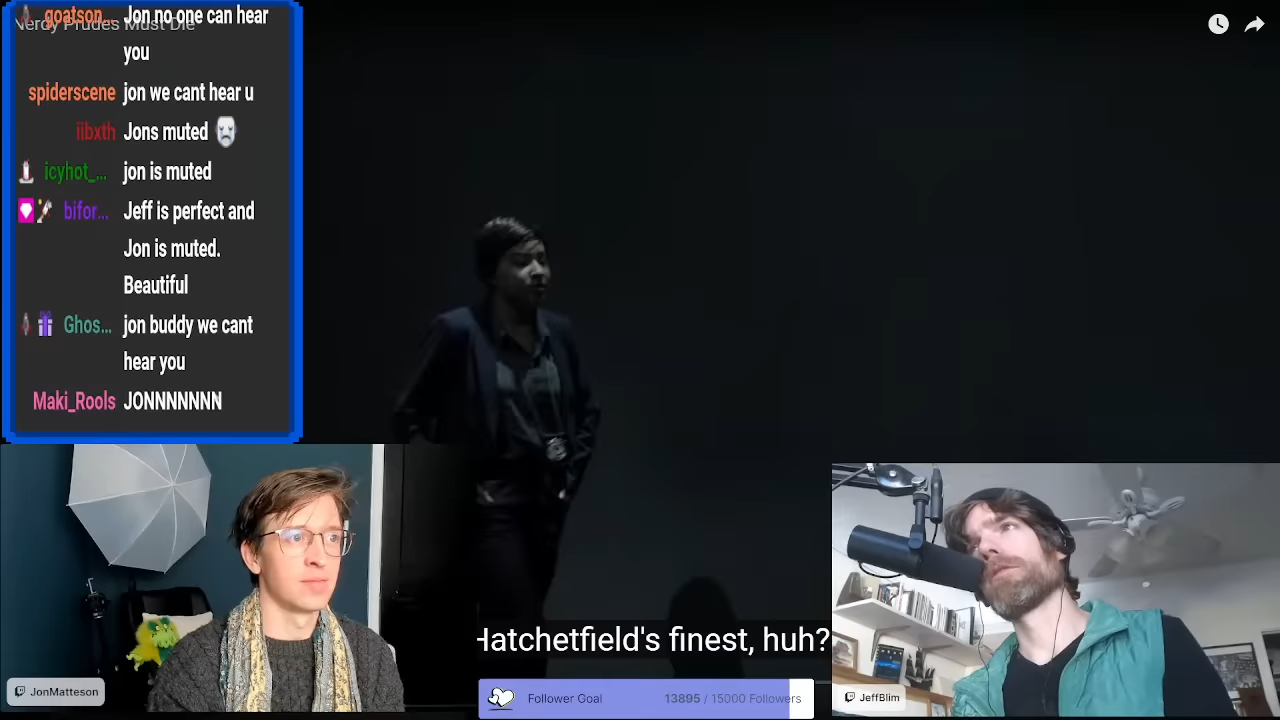 Nerdy Prudes Must Die
goatson... Jon no one can hear
you
spiderscene jon we cant hear u
iibxth Jons muted
icyhot_... jon is muted
bifor... Jeff is perfect and
Jon is muted.
Beautiful
Ghos... jon buddy we cant
hear you
Maki_Rools JONNNNNNN
Hatchetfield's finest, huh?
JonMatteson
Follower Goal 13895 / 15000 Followers
JeffBlim